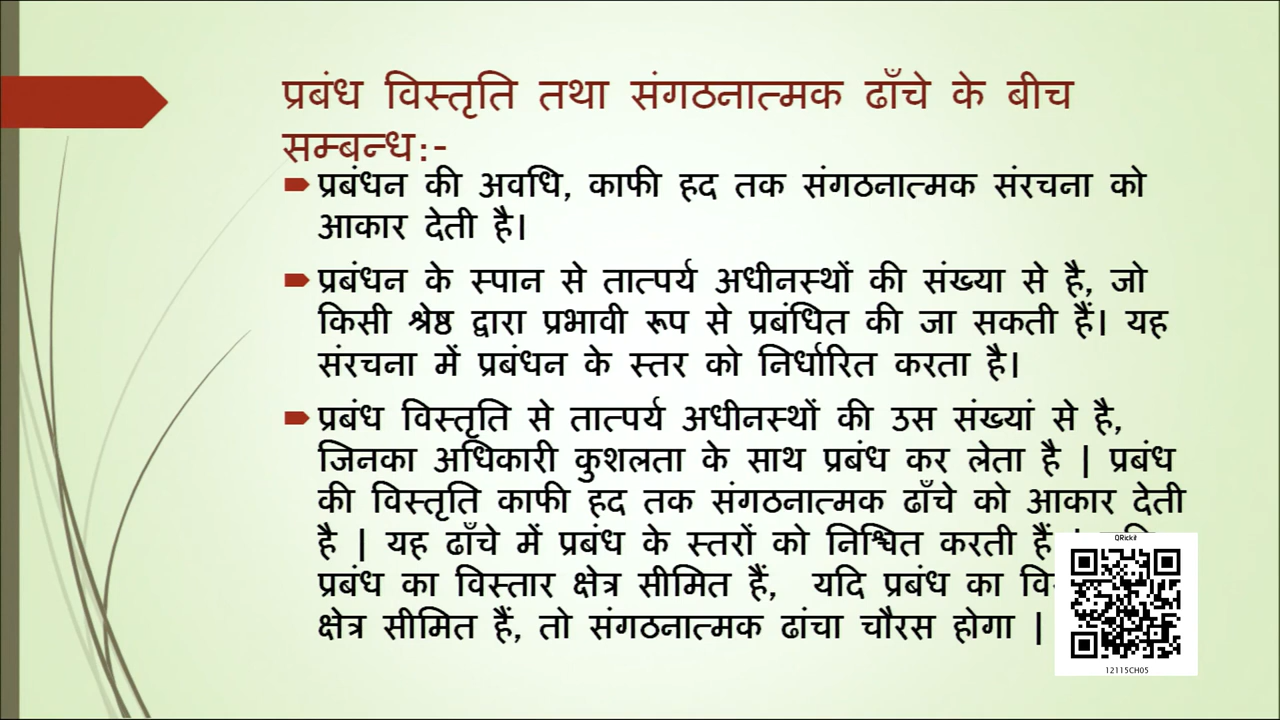 प्रबंध विस्तृति तथा संगठनात्मक ढाँचे के बीच
सम्बन्ध:-
प्रबंधन की अवधि, काफी हद तक संगठनात्मक संरचना को
आकार देती है।
प्रबंधन के स्पान से तात्पर्य अधीनस्थों की संख्या से है, जो
किसी श्रेष्ठ द्वारा प्रभावी रूप से प्रबंधित की जा सकती हैं। यह
संरचना में प्रबंधन के स्तर को निर्धारित करता है।
प्रबंध विस्तृति से तात्पर्य अधीनस्थों की उस संख्यां से है,
जिनका अधिकारी कुशलता के साथ प्रबंध कर लेता है | प्रबंध
की विस्तृति काफी हद तक संगठनात्मक ढाँचे को आकार देती
है | यह ढाँचे में प्रबंध के स्तरों को निश्चित करती हैं
प्रबंध का विस्तार क्षेत्र सीमित हैं, यदि प्रबंध का
क्षेत्र सीमित हैं, तो संगठनात्मक ढांचा चौरस होगा |
QRickit
12115CH05